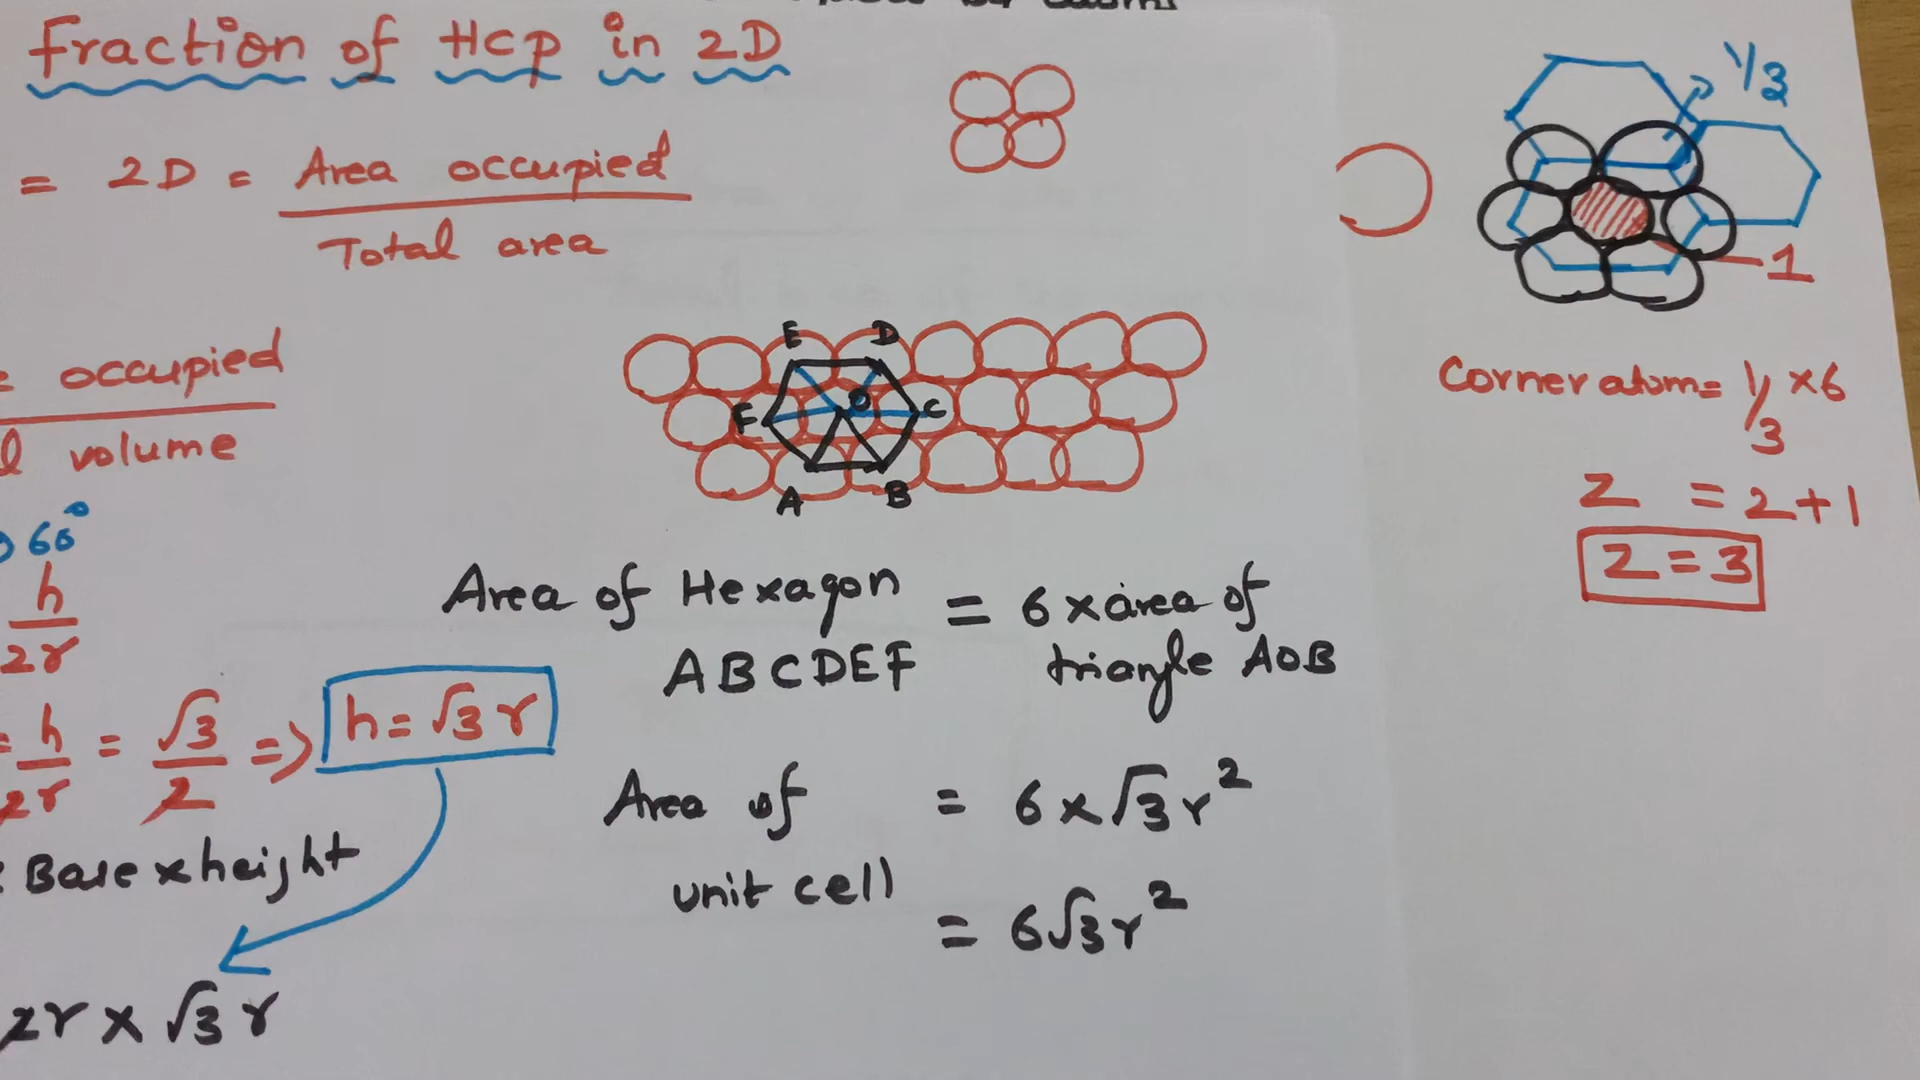 Fraction of HCP in 2D
= 2D = Area occupied
Total area
occupied
volume
60°
h
2r
= h = √3 => h = √3 r
2r 2
Base x height
2r x √3 r
E D
F O C
A B
Area of Hexagon = 6 x area of
ABCDEF triangle AOB
Area of = 6 x √3 r²
unit cell
= 6√3 r²
1/3
1
Corner atom = 1/3 x 6
Z = 2 + 1
Z = 3